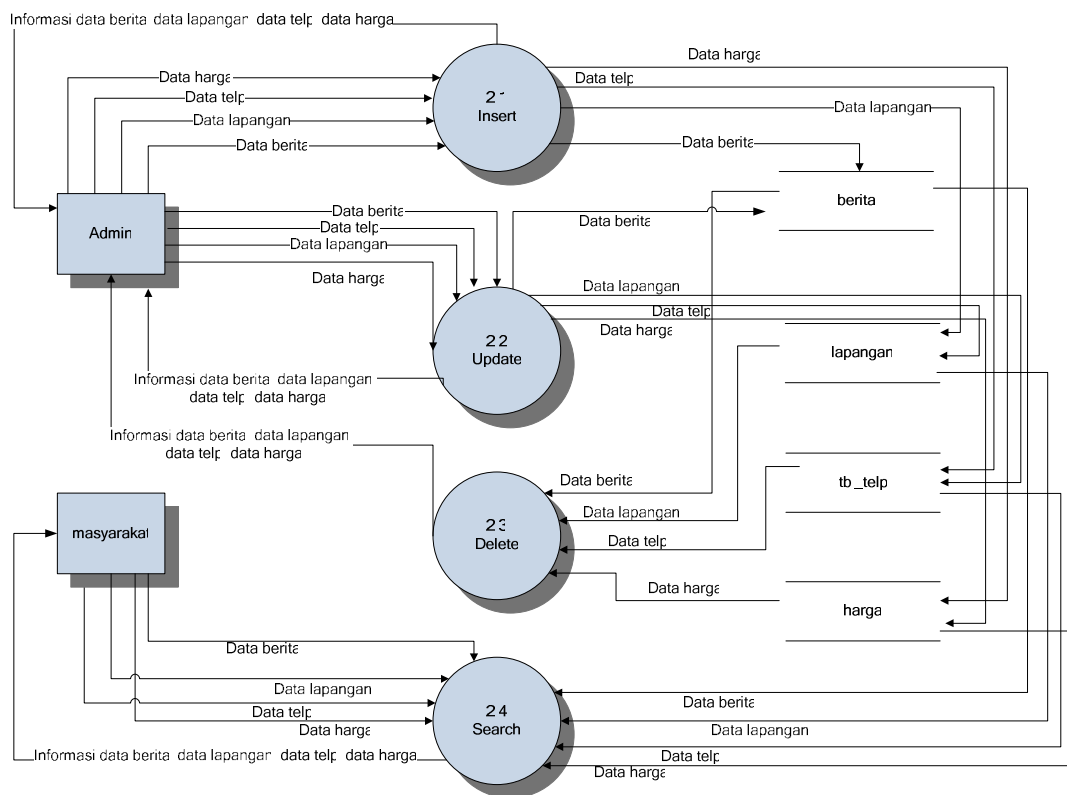 Informasi data berita data lapangan data telp data harga
Data harga
Data telp
Data lapangan
Data berita
2 1
Insert
Data harga
Data telp
Data lapangan
Data berita
Admin
Data berita
Data telp
Data lapangan
Data harga
berita
Data berita
2 2
Update
Data lapangan
Data telp
Data harga
lapangan
Informasi data berita data lapangan
data telp data harga
Informasi data berita data lapangan
data telp data harga
2 3
Delete
Data berita
Data lapangan
Data telp
Data harga
tb_telp
harga
masyarakat
Data berita
Data lapangan
Data telp
Data harga
2 4
Search
Data berita
Data lapangan
Data telp
Data harga
Informasi data berita data lapangan data telp data harga